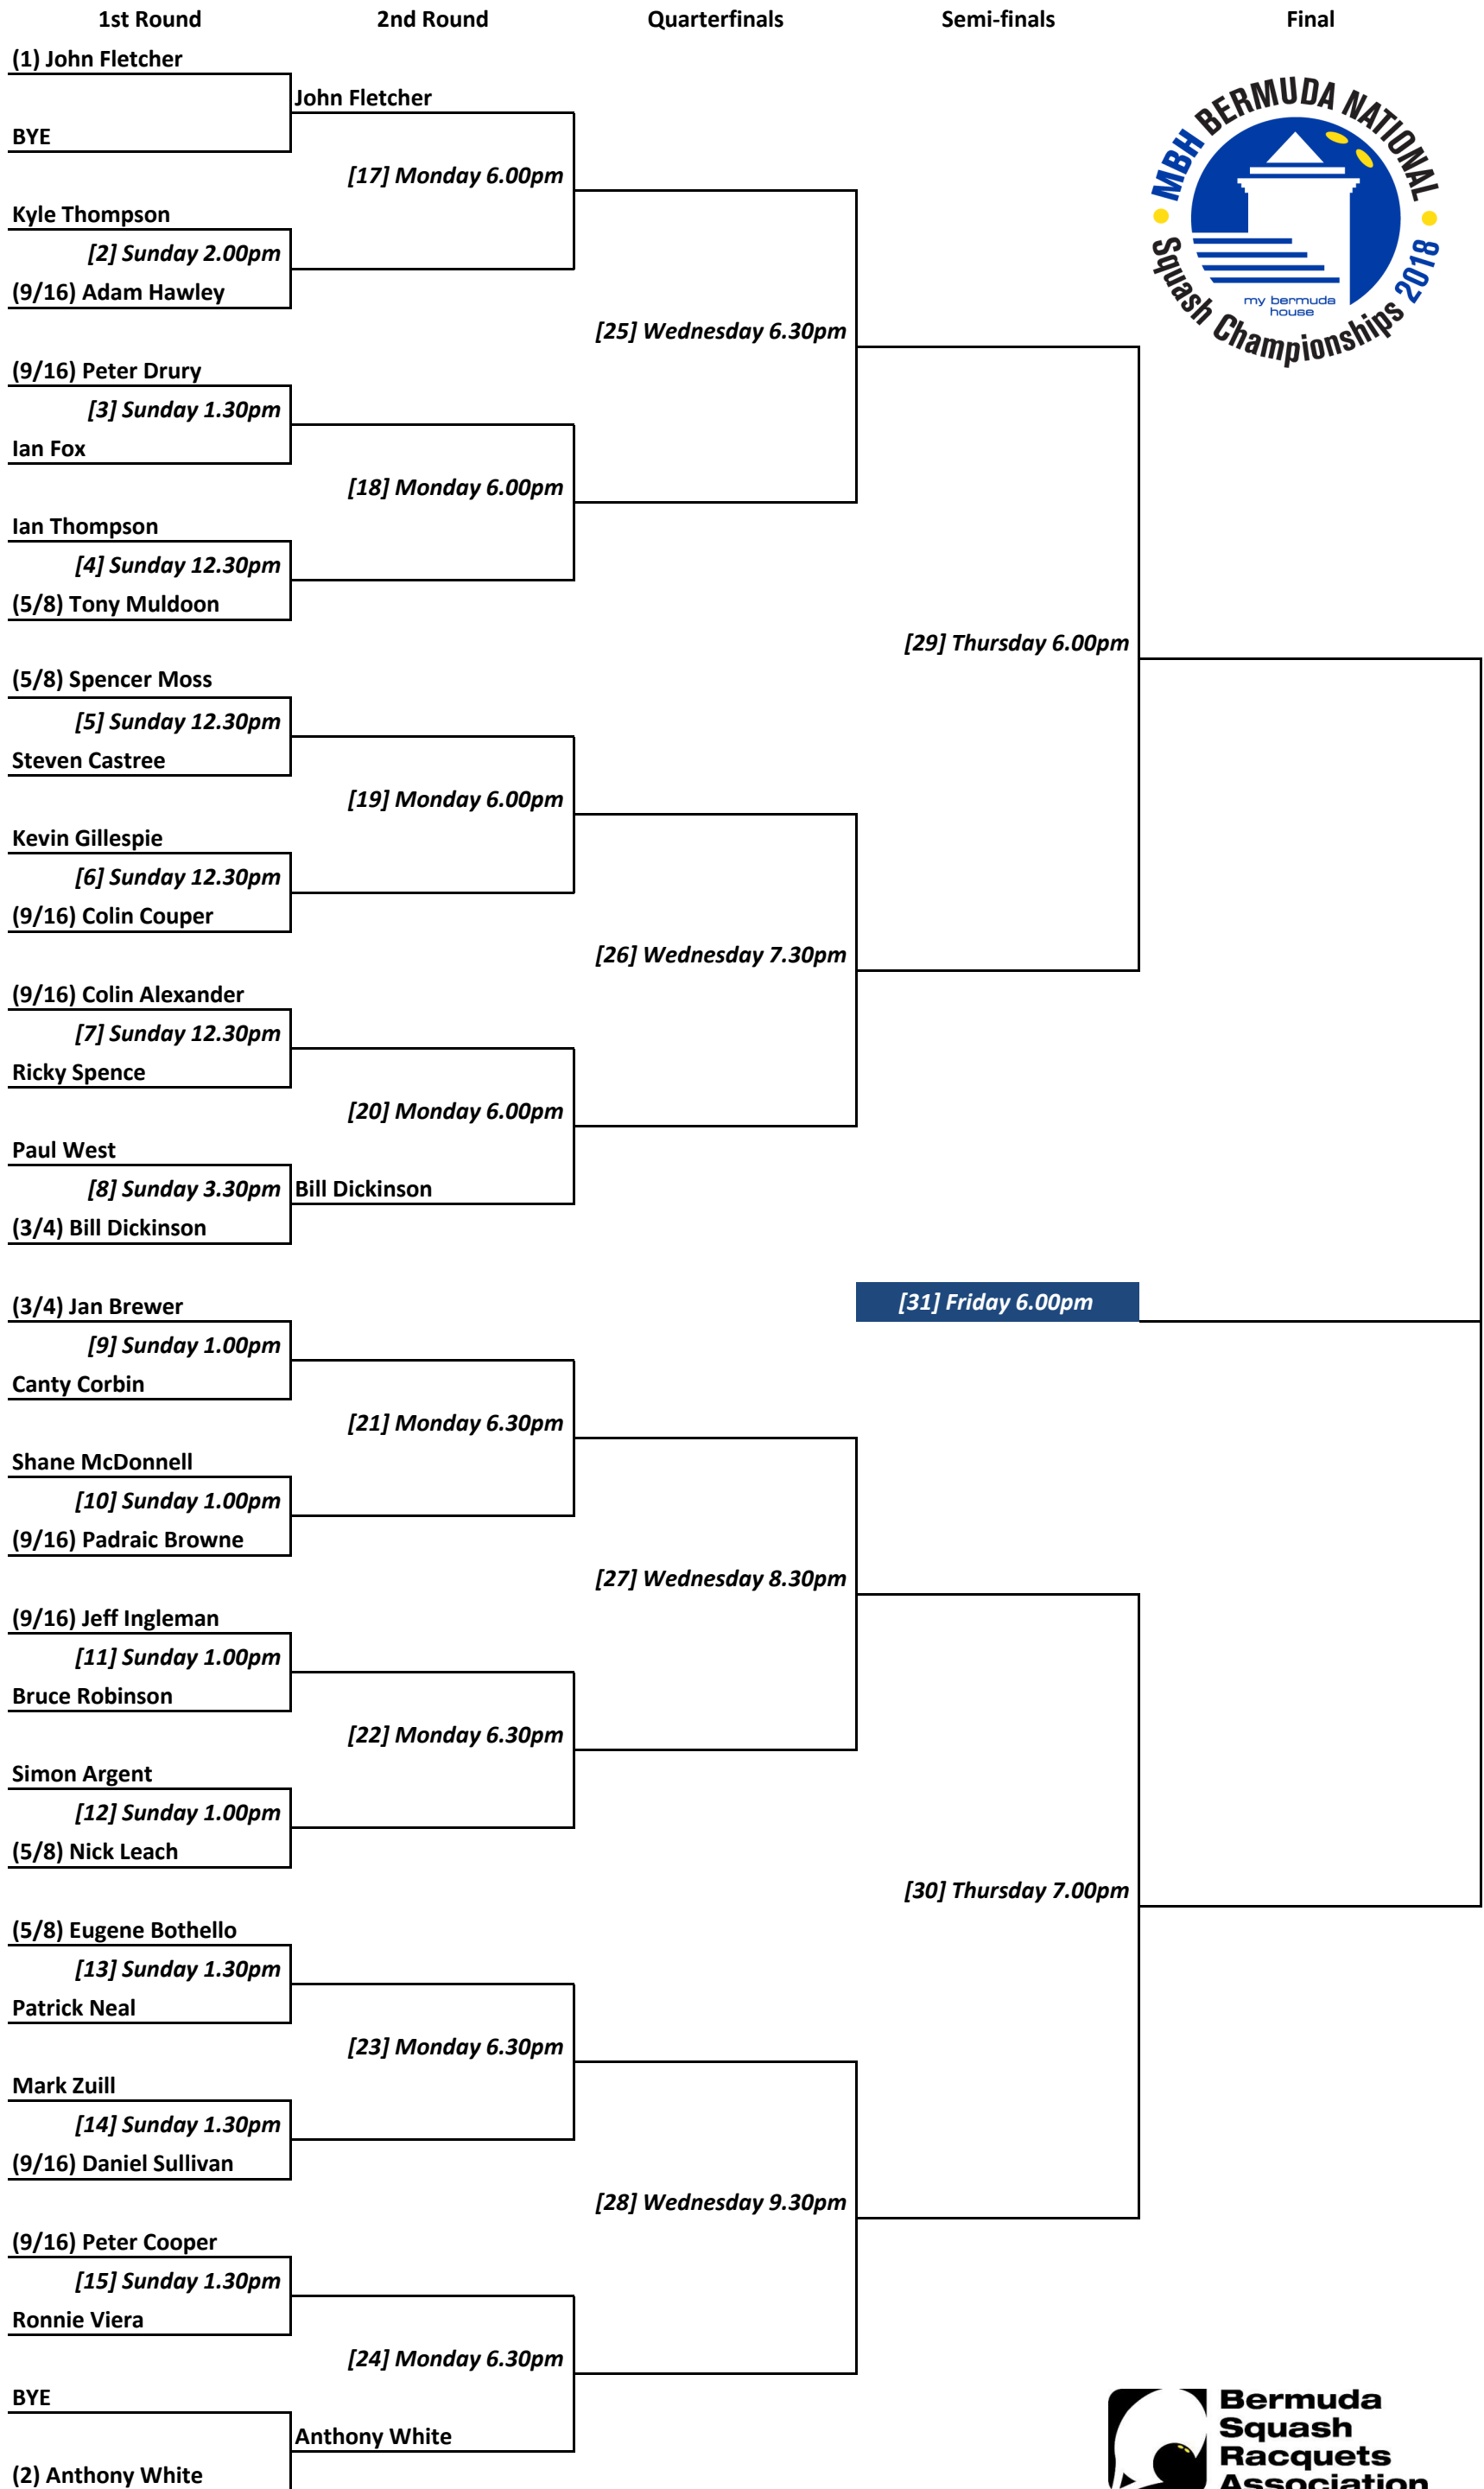 1st Round 2nd Round Quarterfinals Semi-finals Final
(1) John Fletcher
John Fletcher
BYE
[17] Monday 6.00pm
Kyle Thompson
[2] Sunday 2.00pm
(9/16) Adam Hawley
[25] Wednesday 6.30pm
(9/16) Peter Drury
[3] Sunday 1.30pm
Ian Fox
[18] Monday 6.00pm
Ian Thompson
[4] Sunday 12.30pm
(5/8) Tony Muldoon
[29] Thursday 6.00pm
(5/8) Spencer Moss
[5] Sunday 12.30pm
Steven Castree
[19] Monday 6.00pm
Kevin Gillespie
[6] Sunday 12.30pm
(9/16) Colin Couper
[26] Wednesday 7.30pm
(9/16) Colin Alexander
[7] Sunday 12.30pm
Ricky Spence
[20] Monday 6.00pm
Paul West
[8] Sunday 3.30pm Bill Dickinson
(3/4) Bill Dickinson
[31] Friday 6.00pm
(3/4) Jan Brewer
[9] Sunday 1.00pm
Canty Corbin
[21] Monday 6.30pm
Shane McDonnell
[10] Sunday 1.00pm
(9/16) Padraic Browne
[27] Wednesday 8.30pm
(9/16) Jeff Ingleman
[11] Sunday 1.00pm
Bruce Robinson
[22] Monday 6.30pm
Simon Argent
[12] Sunday 1.00pm
(5/8) Nick Leach
[30] Thursday 7.00pm
(5/8) Eugene Bothello
[13] Sunday 1.30pm
Patrick Neal
[23] Monday 6.30pm
Mark Zuill
[14] Sunday 1.30pm
(9/16) Daniel Sullivan
[28] Wednesday 9.30pm
(9/16) Peter Cooper
[15] Sunday 1.30pm
Ronnie Viera
[24] Monday 6.30pm
BYE
Anthony White
(2) Anthony White
MBH BERMUDA NATIONAL
Squash Championships 2018
my bermuda
house
Bermuda
Squash
Racquets
Association